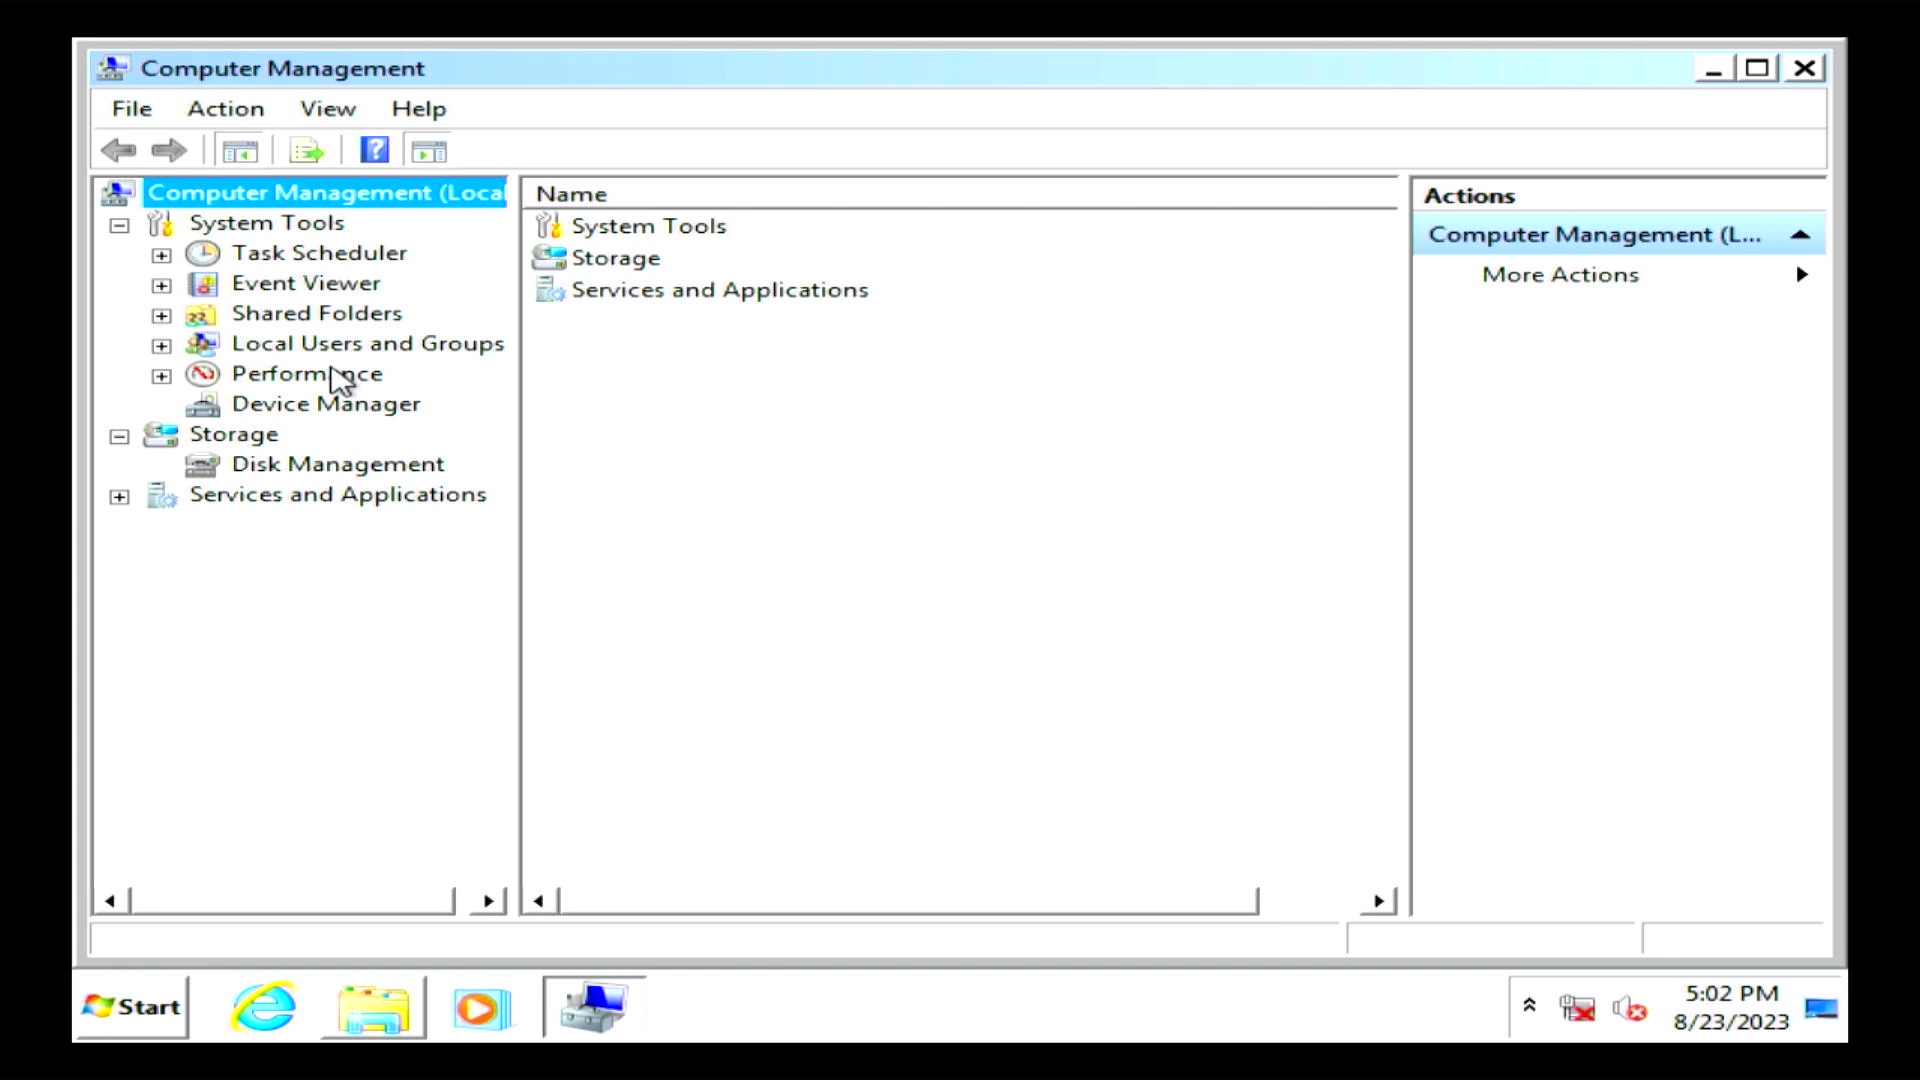 Computer Management
File Action View Help
Computer Management (Local
System Tools
Task Scheduler
Event Viewer
Shared Folders
Local Users and Groups
Performance
Device Manager
Storage
Disk Management
Services and Applications
Name
System Tools
Storage
Services and Applications
Actions
Computer Management (L...
More Actions
Start
5:02 PM
8/23/2023